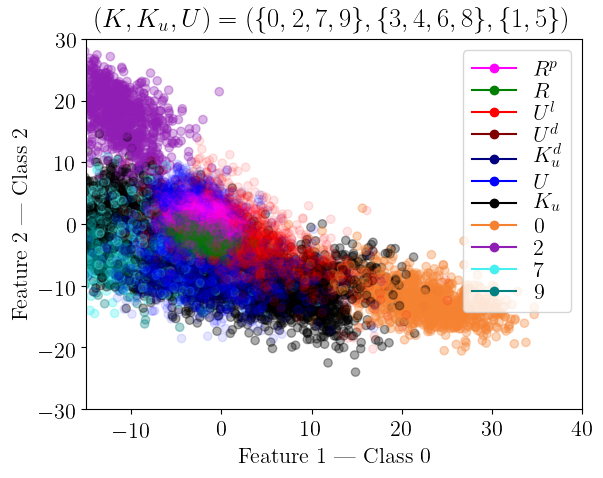 (K, K_u, U) = ({0, 2, 7, 9}, {3, 4, 6, 8}, {1, 5})
R^p
R
U^l
U^d
K_u^d
U
K_u
0
2
7
9
Feature 2 — Class 2
30
20
10
0
−10
−20
−30
−10
0
10
20
30
40
Feature 1 — Class 0